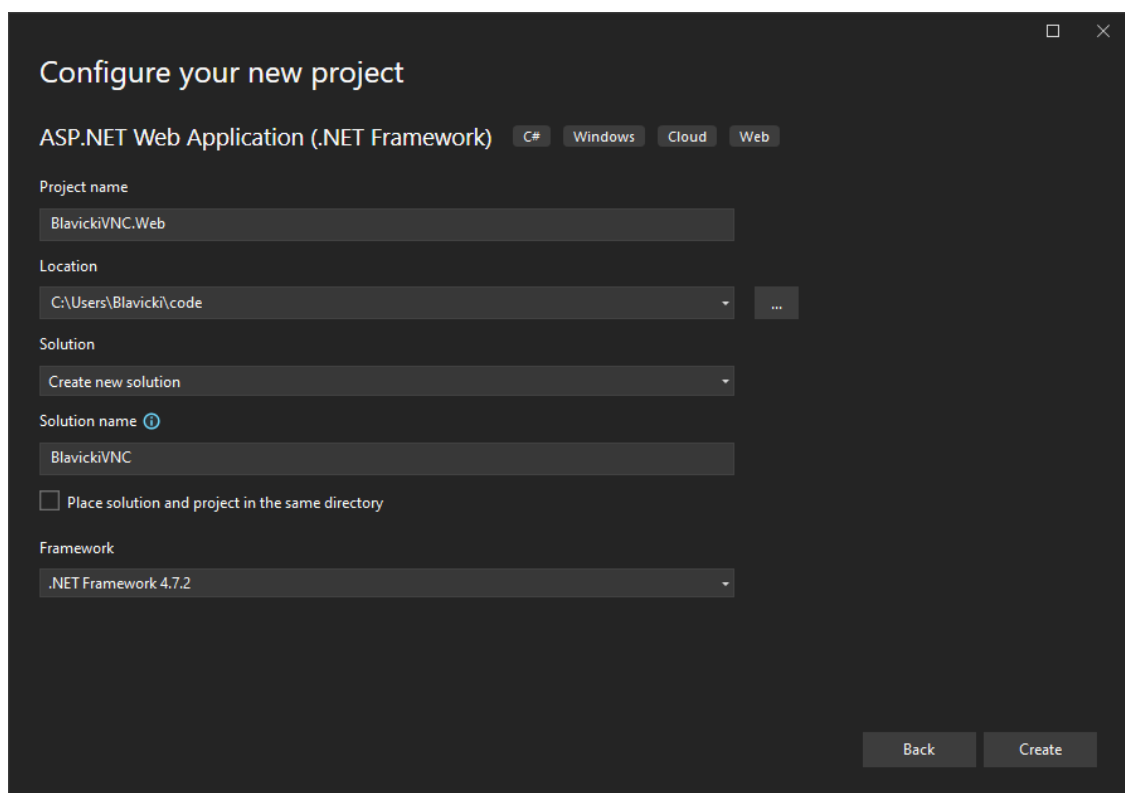 Configure your new project
ASP.NET Web Application (.NET Framework) C# Windows Cloud Web
Project name
BlavickiVNC.Web
Location
C:\Users\Blavicki\code
...
Solution
Create new solution
Solution name
BlavickiVNC
Place solution and project in the same directory
Framework
.NET Framework 4.7.2
Back Create